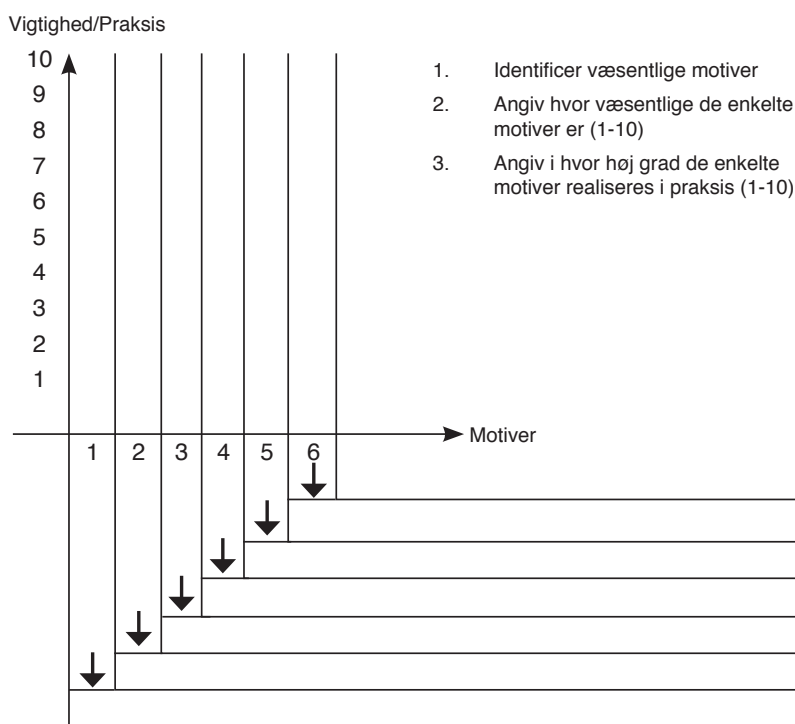 Vigtighed/Praksis
10
9
8
7
6
5
4
3
2
1
1. Identificer væsentlige motiver
2. Angiv hvor væsentlige de enkelte
motiver er (1-10)
3. Angiv i hvor høj grad de enkelte
motiver realiseres i praksis (1-10)
Motiver
1 2 3 4 5 6